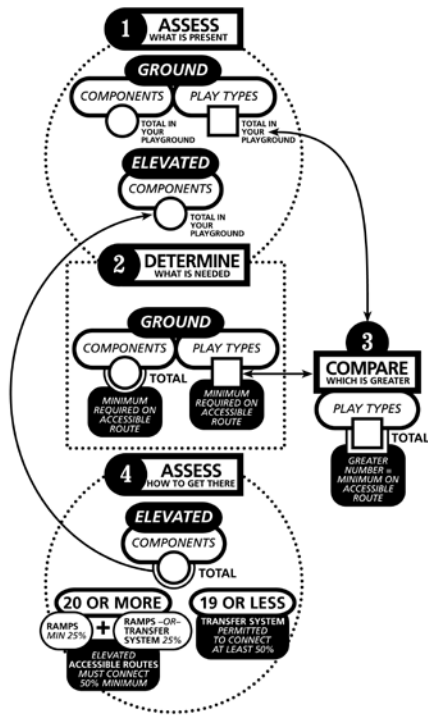 1 ASSESS
WHAT IS PRESENT
GROUND
COMPONENTS
PLAY TYPES
TOTAL IN
YOUR
PLAYGROUND
TOTAL IN
YOUR
PLAYGROUND
ELEVATED
COMPONENTS
TOTAL IN
YOUR
PLAYGROUND
2 DETERMINE
WHAT IS NEEDED
GROUND
COMPONENTS
PLAY TYPES
TOTAL
MINIMUM
REQUIRED ON
ACCESSIBLE
ROUTE
MINIMUM
REQUIRED ON
ACCESSIBLE
ROUTE
3
COMPARE
WHICH IS GREATER
PLAY TYPES
TOTAL
GREATER
NUMBER =
MINIMUM ON
ACCESSIBLE
ROUTE
4 ASSESS
HOW TO GET THERE
ELEVATED
COMPONENTS
TOTAL
20 OR MORE
RAMPS
MIN 25%
+
RAMPS –OR–
TRANSFER
SYSTEM 25%
ELEVATED
ACCESSIBLE ROUTES
MUST CONNECT
50% MINIMUM
19 OR LESS
TRANSFER SYSTEM
PERMITTED
TO CONNECT
AT LEAST 50%